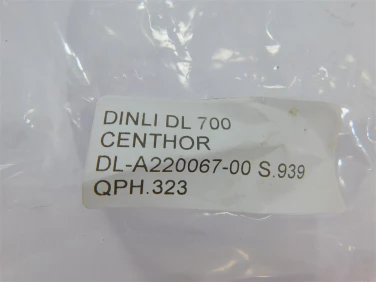 DINLI DL 700
CENTHOR
DL-A220067-00 S.939
QPH.323